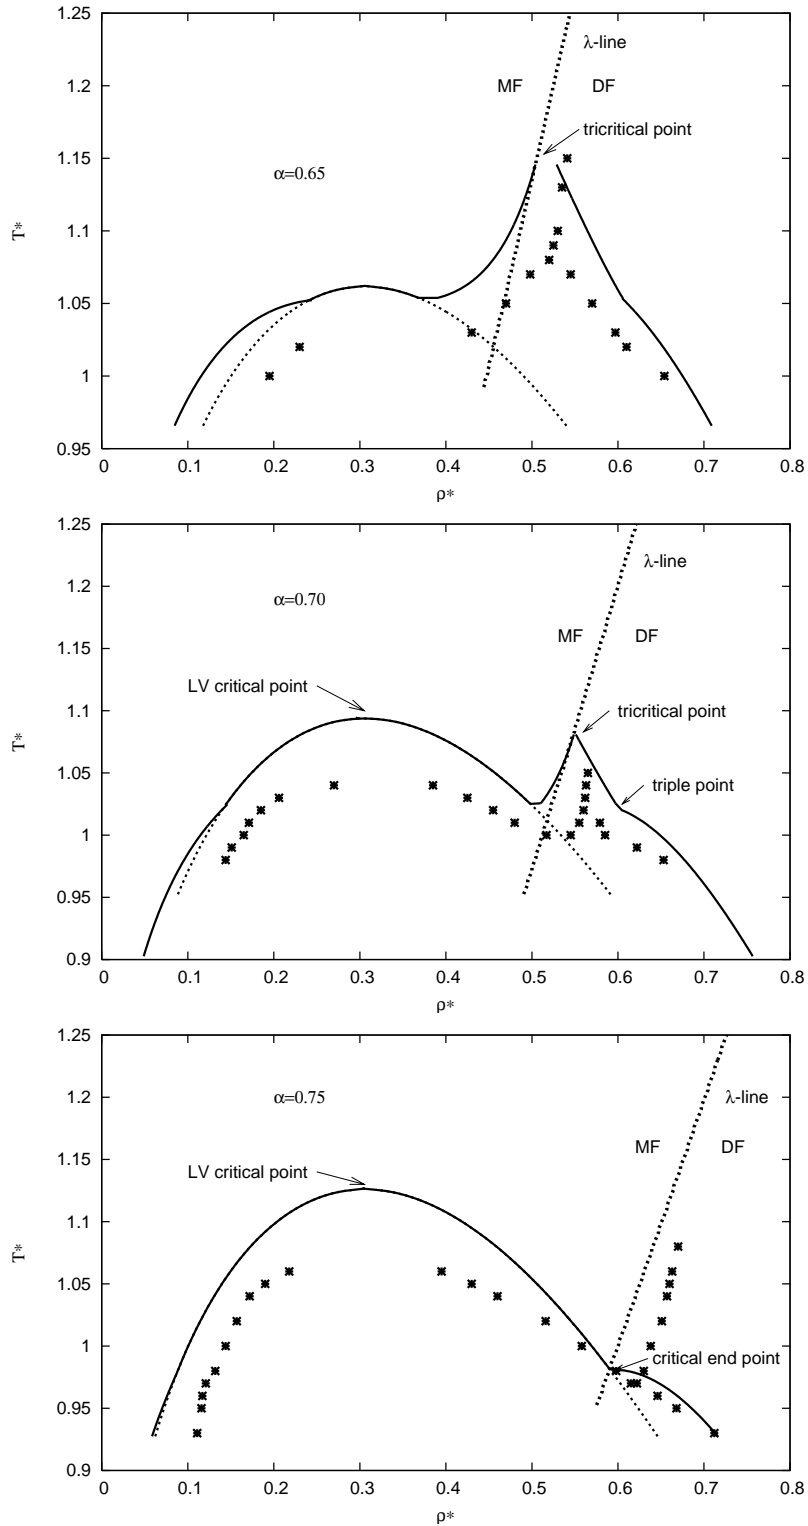 1.25
λ-line
1.2
MF DF
1.15
tricritical point
α=0.65
T*
1.1
1.05
1
0.95
0 0.1 0.2 0.3 0.4 0.5 0.6 0.7 0.8
ρ*
1.25
λ-line
1.2
α=0.70
MF DF
1.15
LV critical point
tricritical point
T*
1.1
triple point
1.05
1
0.95
0.9
0 0.1 0.2 0.3 0.4 0.5 0.6 0.7 0.8
ρ*
1.25
1.2
α=0.75
λ-line
MF DF
1.15
LV critical point
T*
1.1
1.05
1
critical end point
0.95
0.9
0 0.1 0.2 0.3 0.4 0.5 0.6 0.7 0.8
ρ*